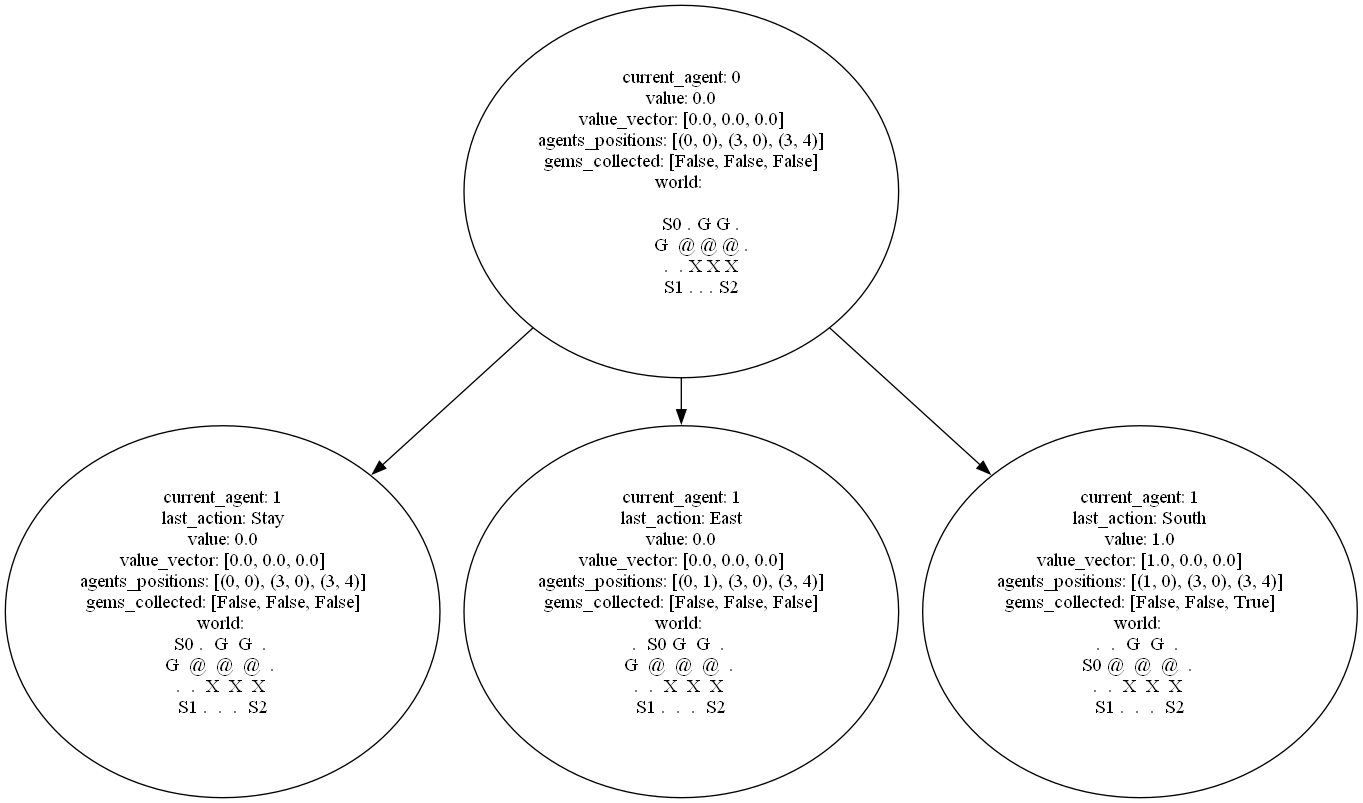 current_agent: 0
value: 0.0
value_vector: [0.0, 0.0, 0.0]
agents_positions: [(0, 0), (3, 0), (3, 4)]
gems_collected: [False, False, False]
world:
S0 . G G .
G @ @ @ .
. . X X X
S1 . . . S2
current_agent: 1
last_action: Stay
value: 0.0
value_vector: [0.0, 0.0, 0.0]
agents_positions: [(0, 0), (3, 0), (3, 4)]
gems_collected: [False, False, False]
world:
S0 . G G .
G @ @ @ .
. . X X X
S1 . . . S2
current_agent: 1
last_action: East
value: 0.0
value_vector: [0.0, 0.0, 0.0]
agents_positions: [(0, 1), (3, 0), (3, 4)]
gems_collected: [False, False, False]
world:
. S0 G G .
G @ @ @ .
. . X X X
S1 . . . S2
current_agent: 1
last_action: South
value: 1.0
value_vector: [1.0, 0.0, 0.0]
agents_positions: [(1, 0), (3, 0), (3, 4)]
gems_collected: [False, False, True]
world:
. . G G .
S0 @ @ @ .
. . X X X
S1 . . . S2